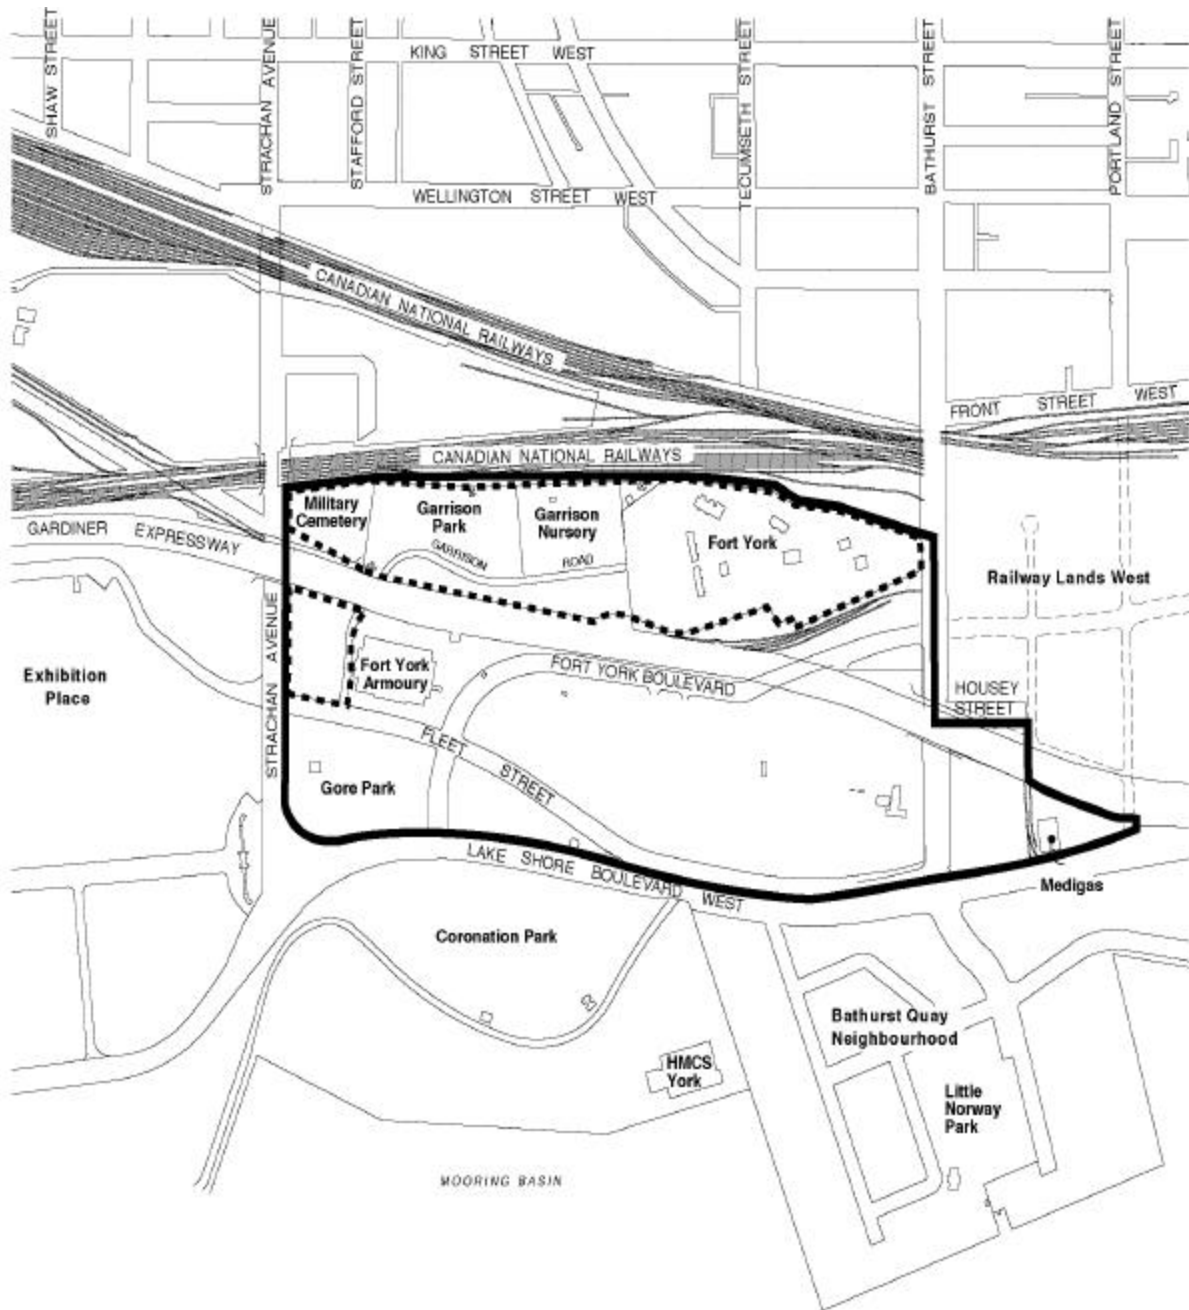 SHAW STREET
STRACHAN AVENUE
STAFFORD STREET
KING STREET WEST
TECUMSETH STREET
BATHURST STREET
PORTLAND STREET
WELLINGTON STREET WEST
CANADIAN NATIONAL RAILWAYS
FRONT STREET WEST
CANADIAN NATIONAL RAILWAYS
Military
Cemetery
Garrison
Park
Garrison
Nursery
Fort York
GARRISON ROAD
GARDINER EXPRESSWAY
Railway Lands West
STRACHAN AVENUE
Exhibition
Place
Fort York
Armoury
FORT YORK BOULEVARD
HOUSEY
STREET
FLEET STREET
Gore Park
LAKE SHORE BOULEVARD WEST
Medigas
Coronation Park
Bathurst Quay
Neighbourhood
HMCS
York
Little
Norway
Park
MOORING BASIN